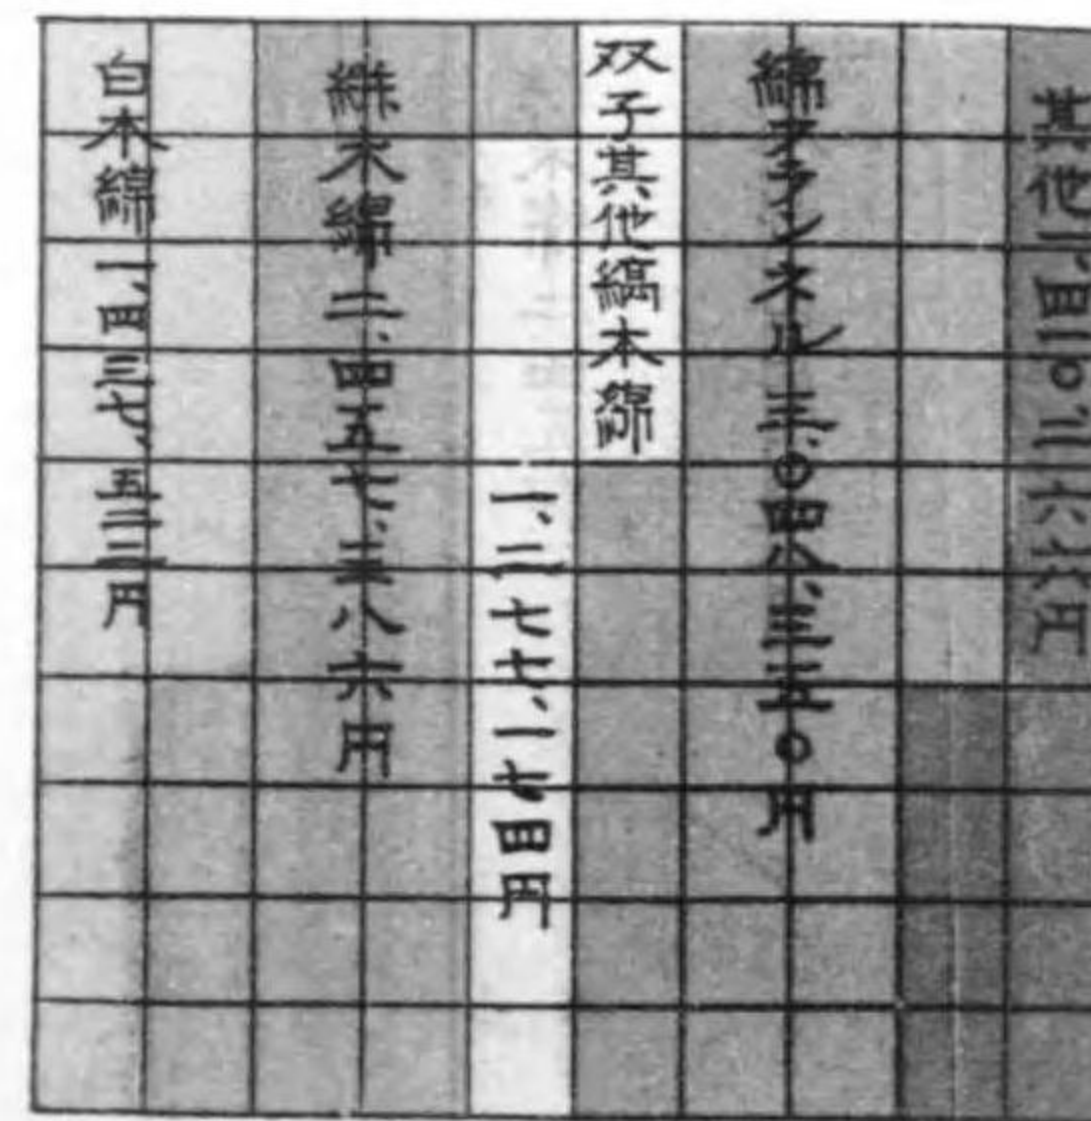 其他一、四二〇、二六六円
綿フランネル三、〇四八、三五〇円
双子其他縞木綿
一、二七七、一七四円
絣木綿二、四五七、三八六円
白木綿一、四三七、五二二円